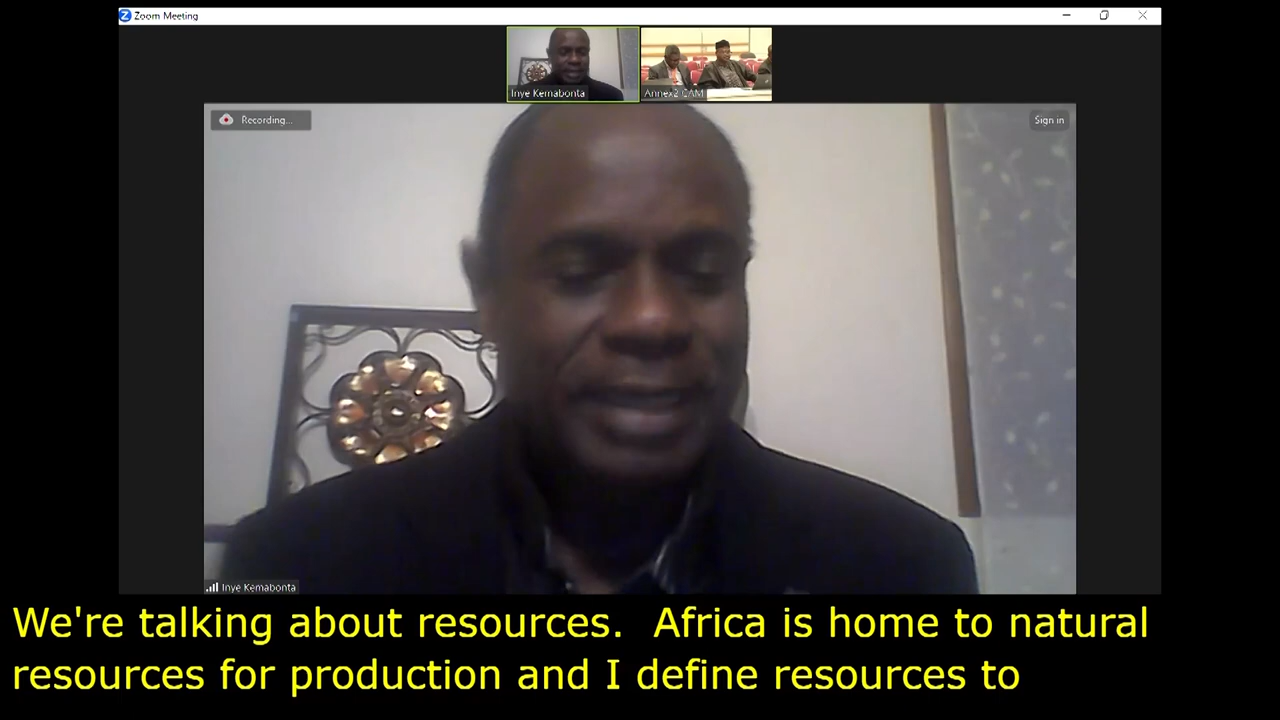 Zoom Meeting
Inye Kemabonta
Annex2 CAM
Recording...
Sign in
Inye Kemabonta
We're talking about resources.  Africa is home to natural
resources for production and I define resources to